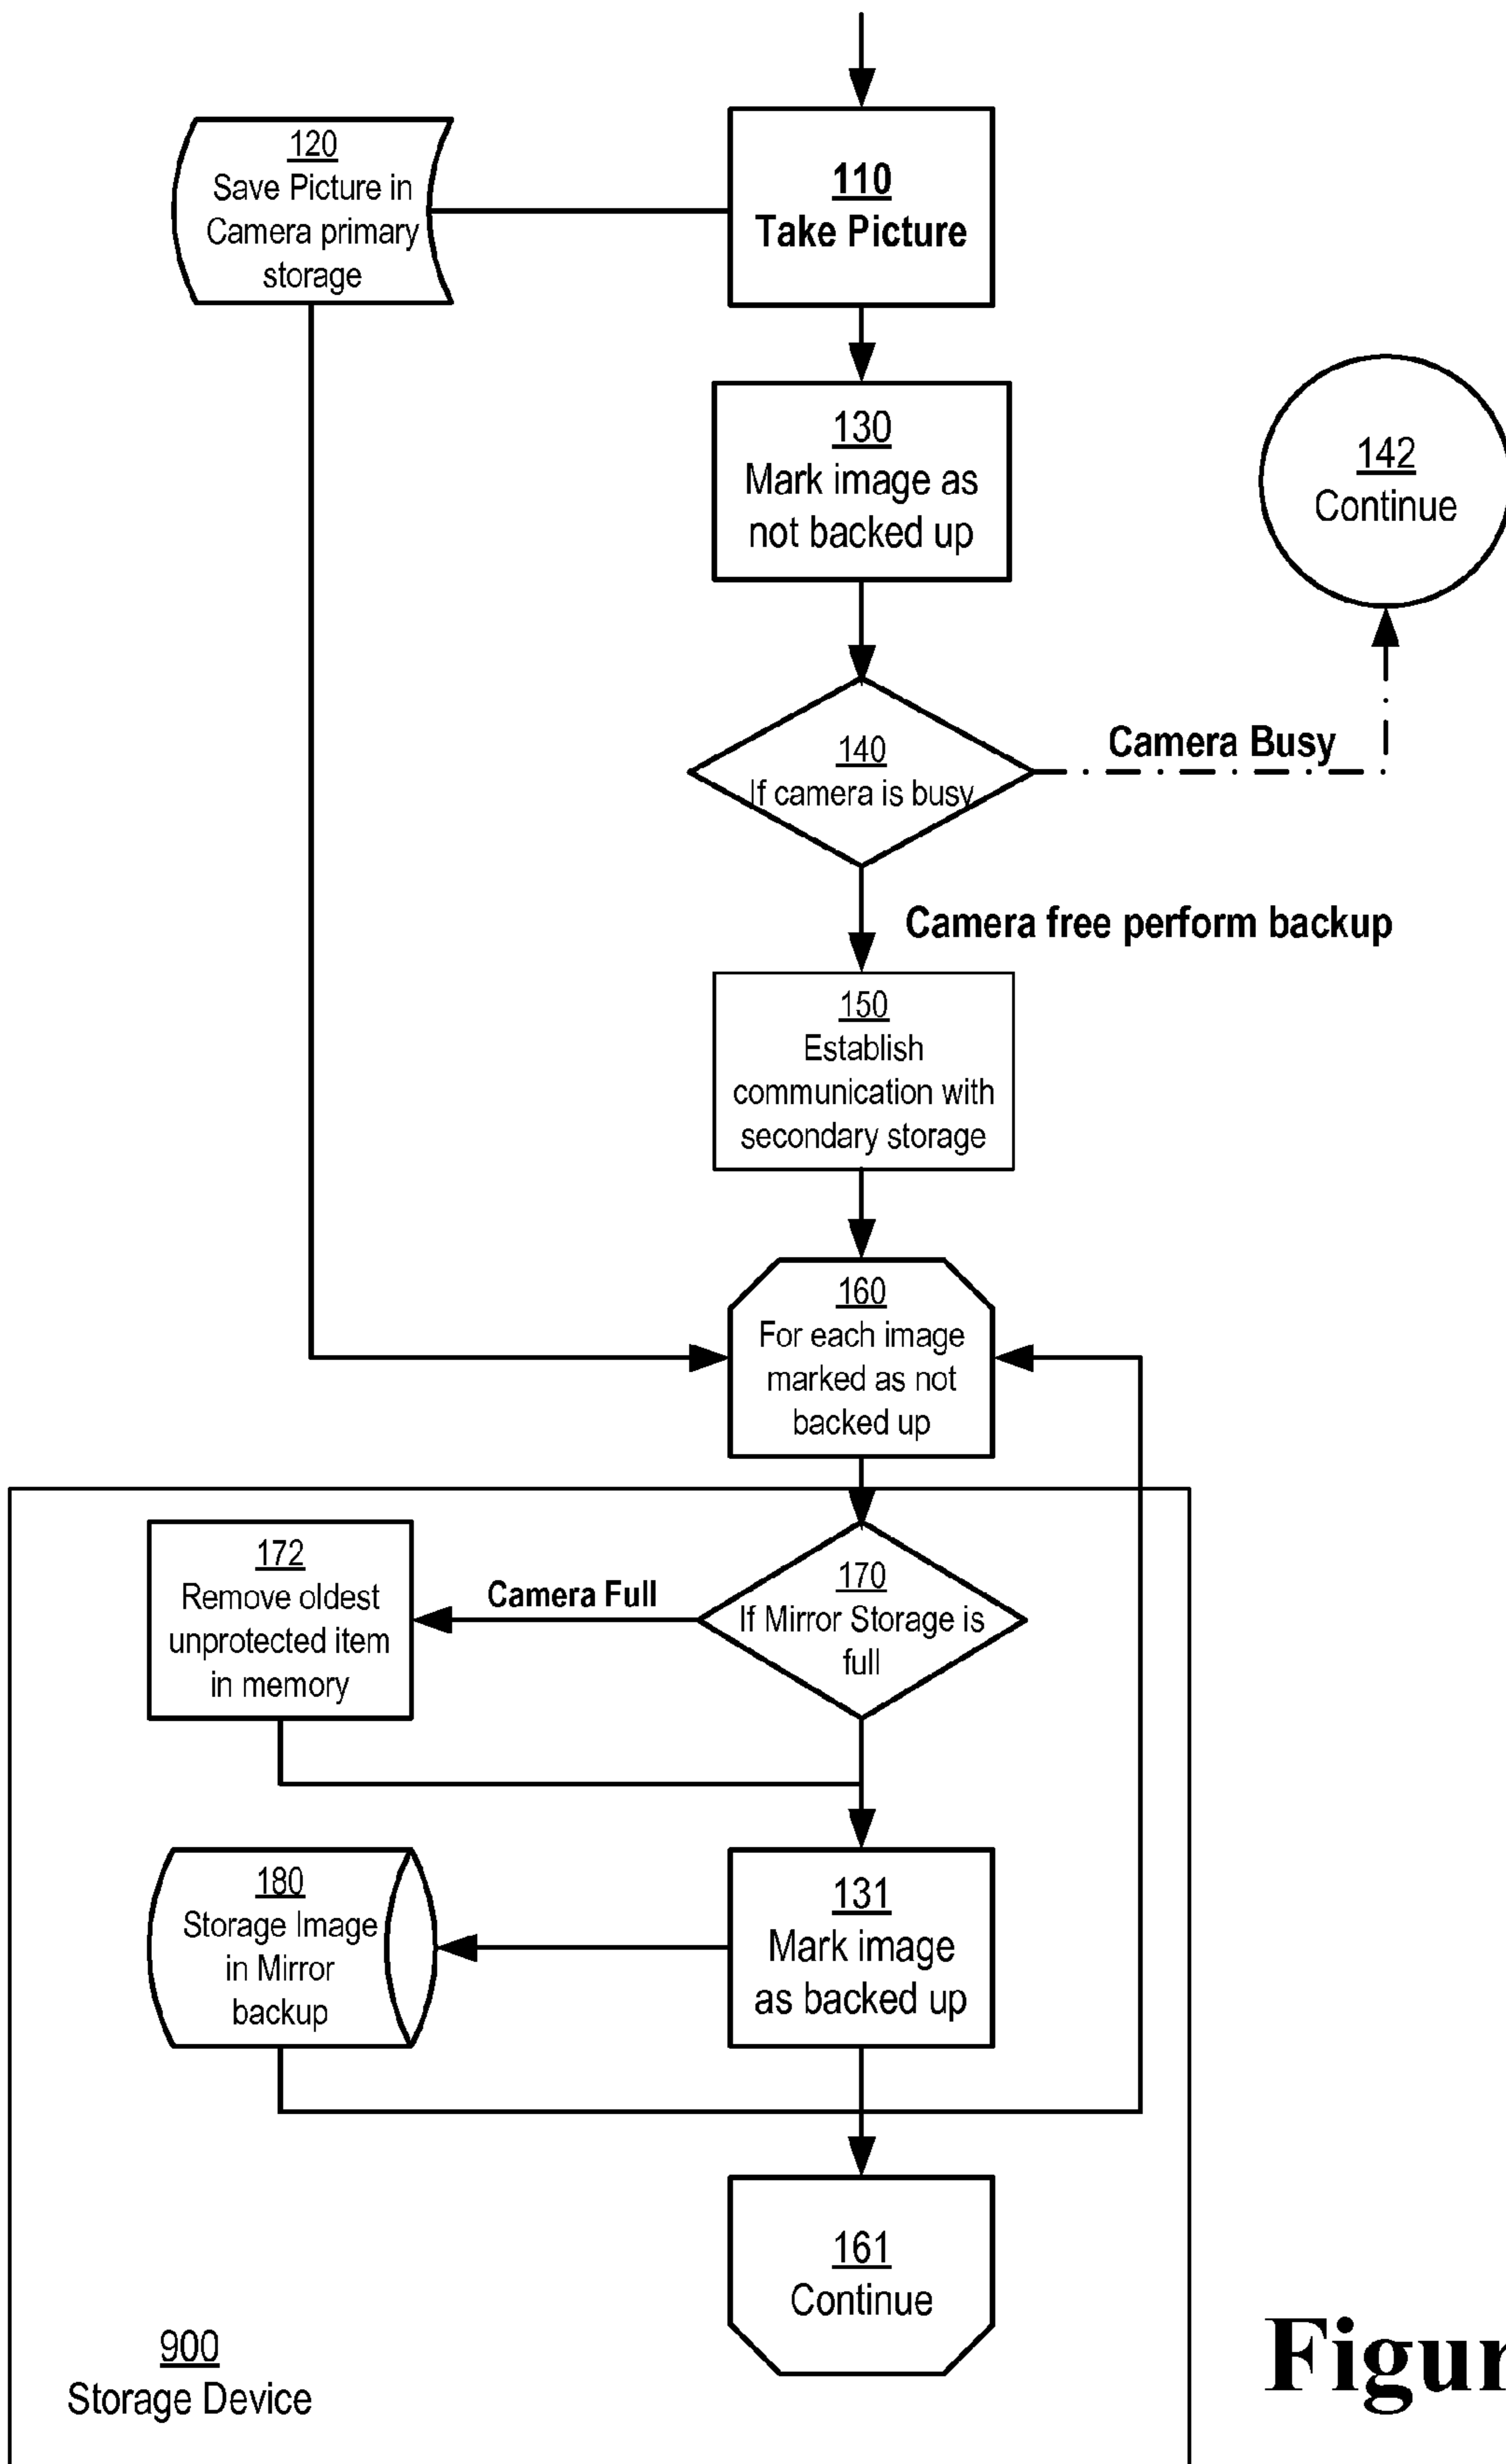 120
Save Picture in
Camera primary
storage
110
Take Picture
130
Mark image as
not backed up
142
Continue
140
If camera is busy
Camera Busy
Camera free perform backup
150
Establish
communication with
secondary storage
160
For each image
marked as not
backed up
172
Remove oldest
unprotected item
in memory
Camera Full
170
If Mirror Storage is
full
180
Storage Image
in Mirror
backup
131
Mark image
as backed up
161
Continue
900
Storage Device